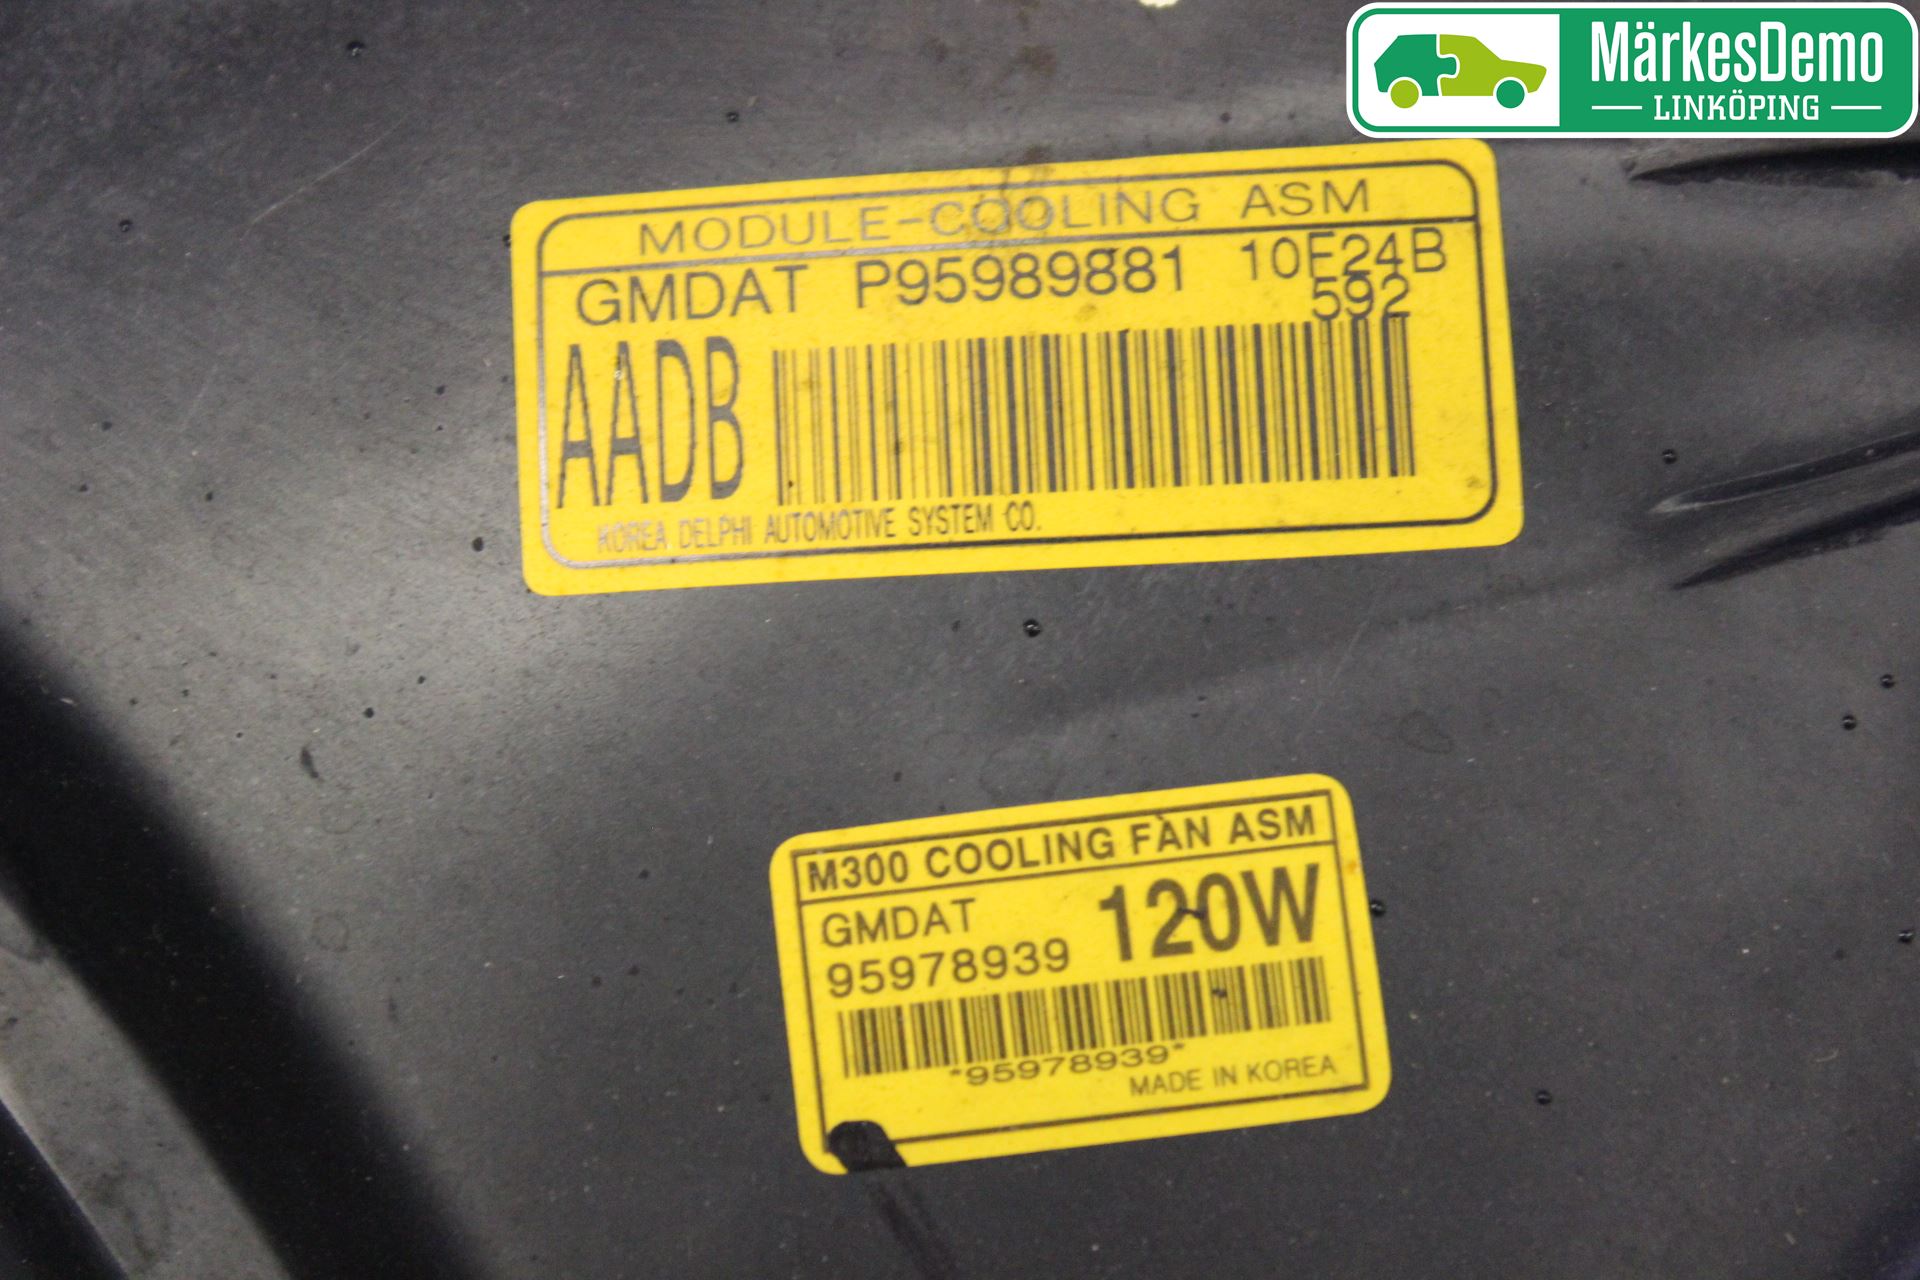 MärkesDemo
LINKÖPING
MODULE-COOLING ASM
GMDAT P95989881 10F24B
592
AADB
KOREA DELPHI AUTOMOTIVE SYSTEM CO.
M300 COOLING FAN ASM
GMDAT 120W
95978939
*95978939*
MADE IN KOREA